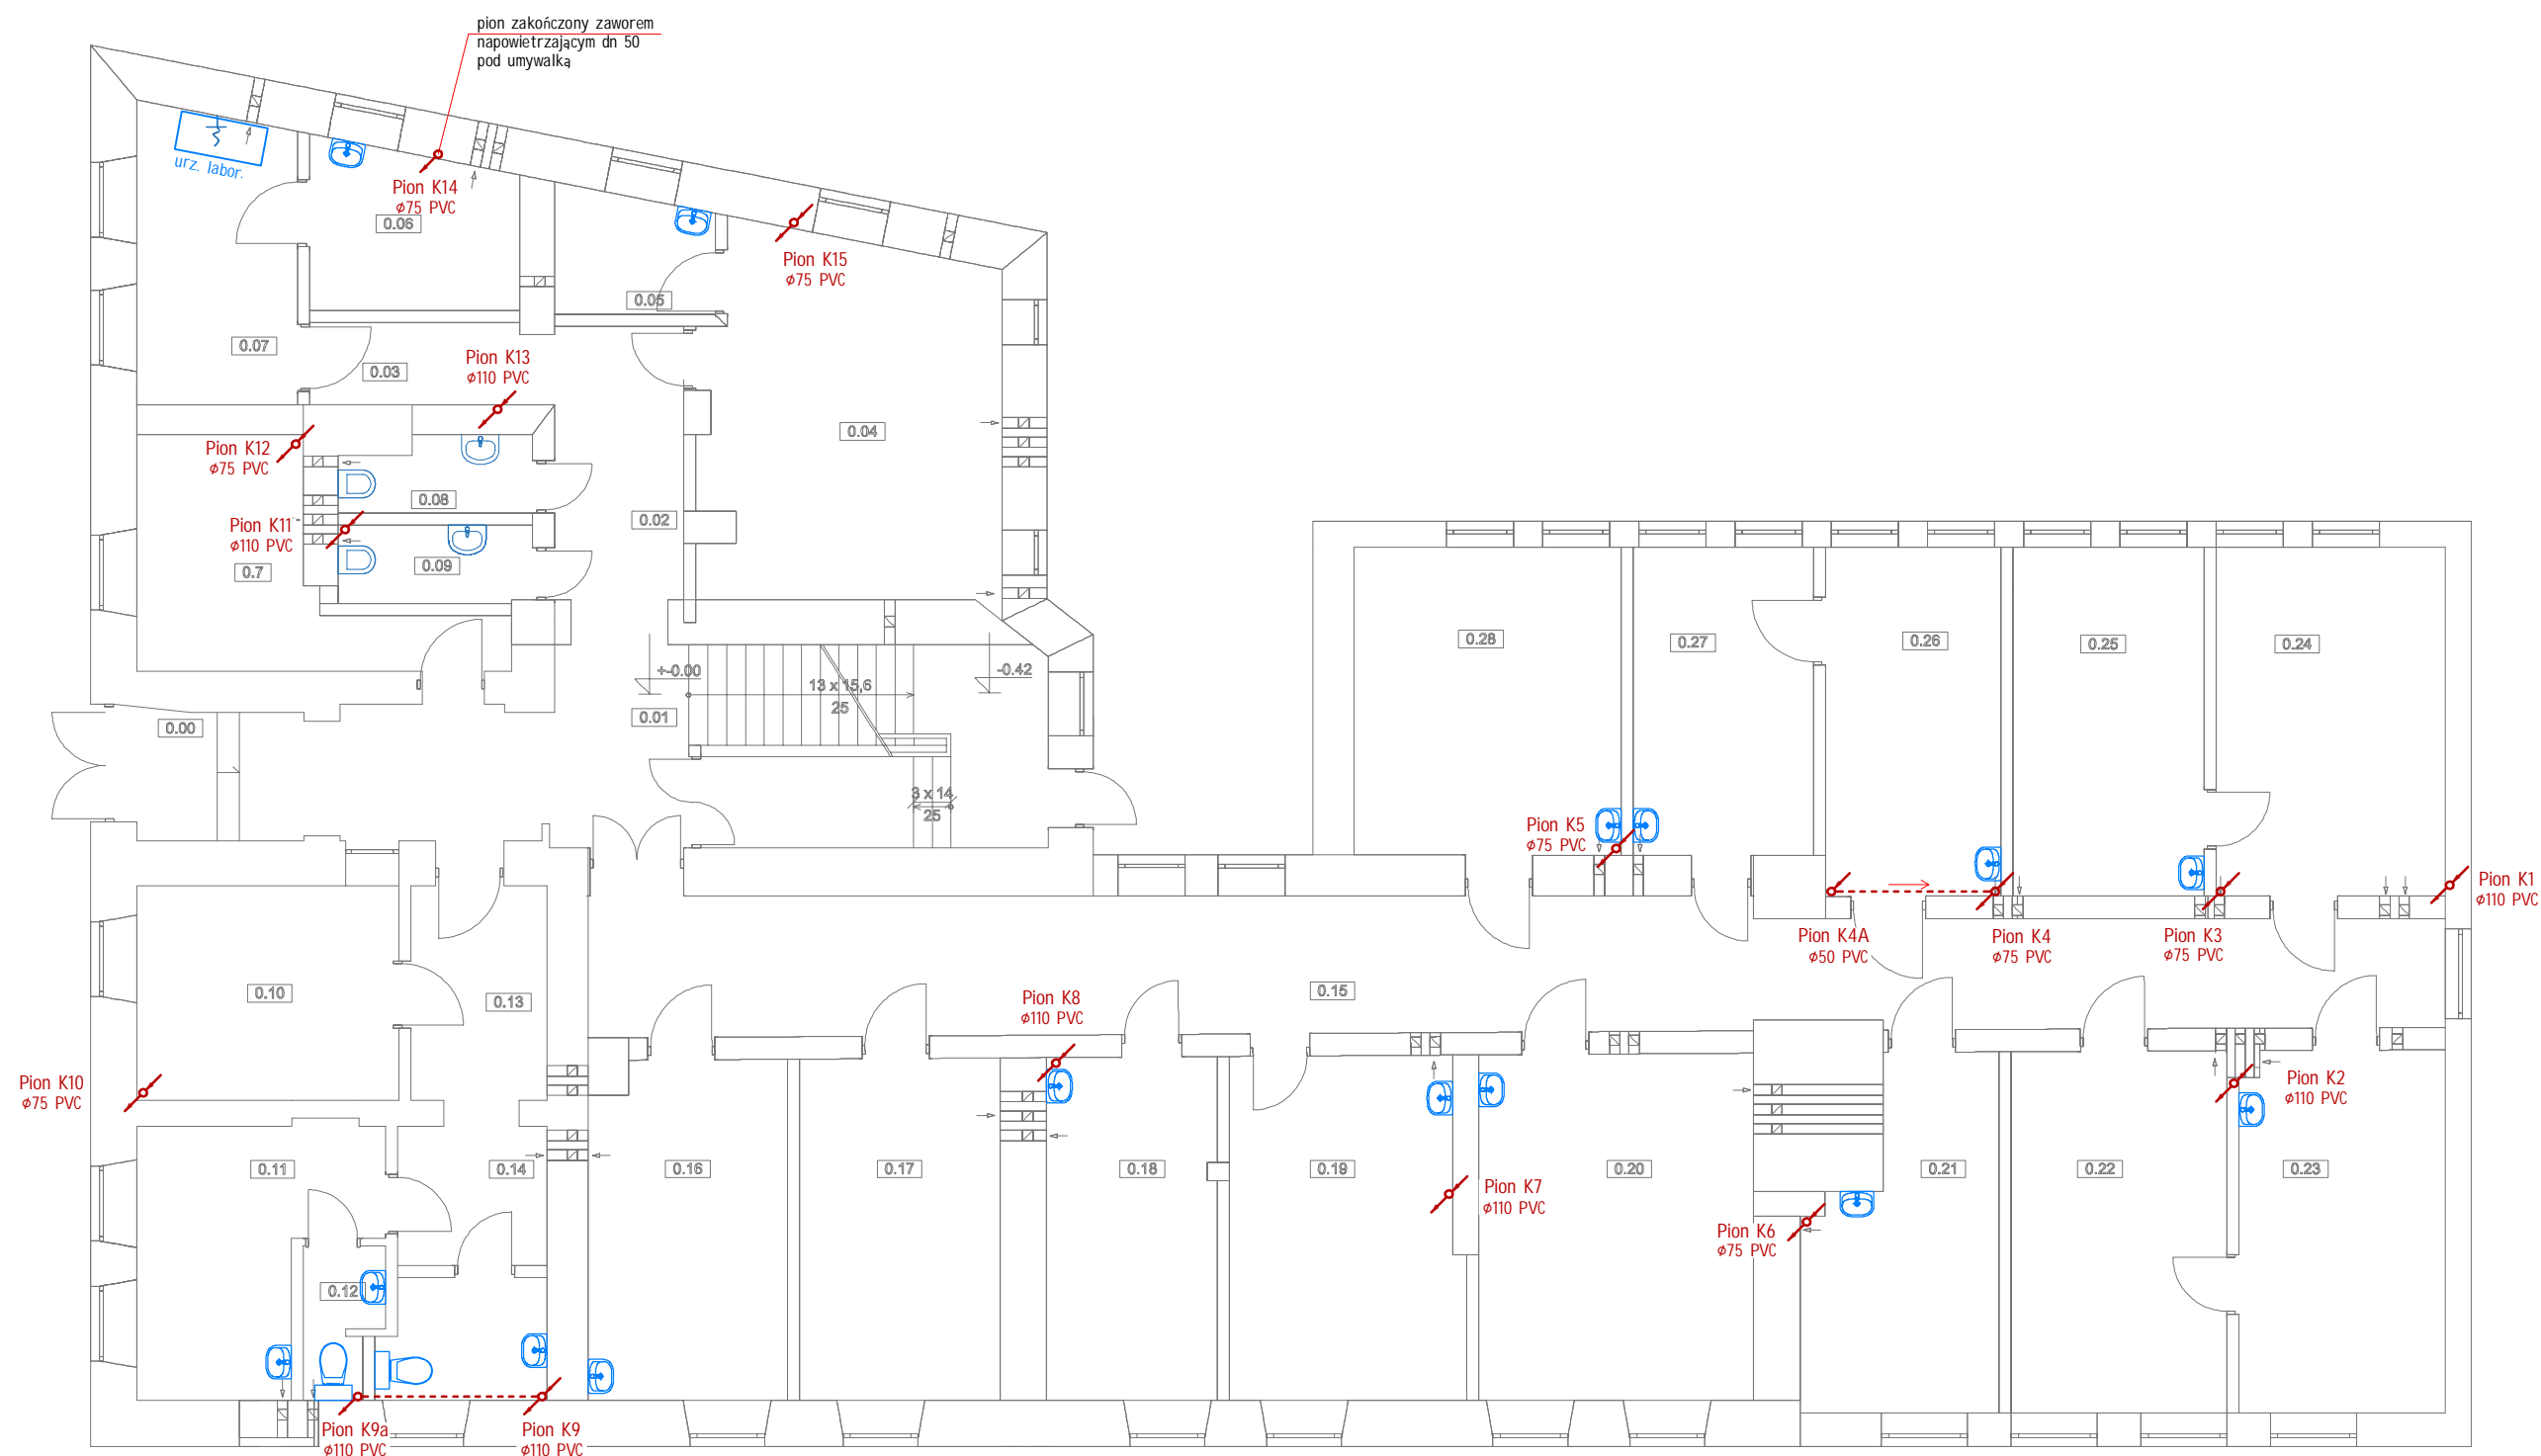 pion zakończony zaworem
napowietrzającym dn 50
pod umywalką
urz. labor.
Pion K14
ø75 PVC
0.06
Pion K15
ø75 PVC
0.05
0.07
0.03
Pion K13
ø110 PVC
0.04
Pion K12
ø75 PVC
0.08
0.02
Pion K11
ø110 PVC
0.7
0.09
0.28
0.27
0.26
0.25
0.24
+-0.00
-0.42
13 x 15,6
25
0.01
0.00
3 x 14
25
Pion K5
ø75 PVC
Pion K1
ø110 PVC
Pion K4A
ø50 PVC
Pion K4
ø75 PVC
Pion K3
ø75 PVC
0.10
0.13
Pion K8
ø110 PVC
0.15
Pion K10
ø75 PVC
Pion K2
ø110 PVC
0.11
0.14
0.16
0.17
0.18
0.19
0.20
0.21
0.22
0.23
Pion K7
ø110 PVC
Pion K6
ø75 PVC
0.12
Pion K9a
ø110 PVC
Pion K9
ø110 PVC